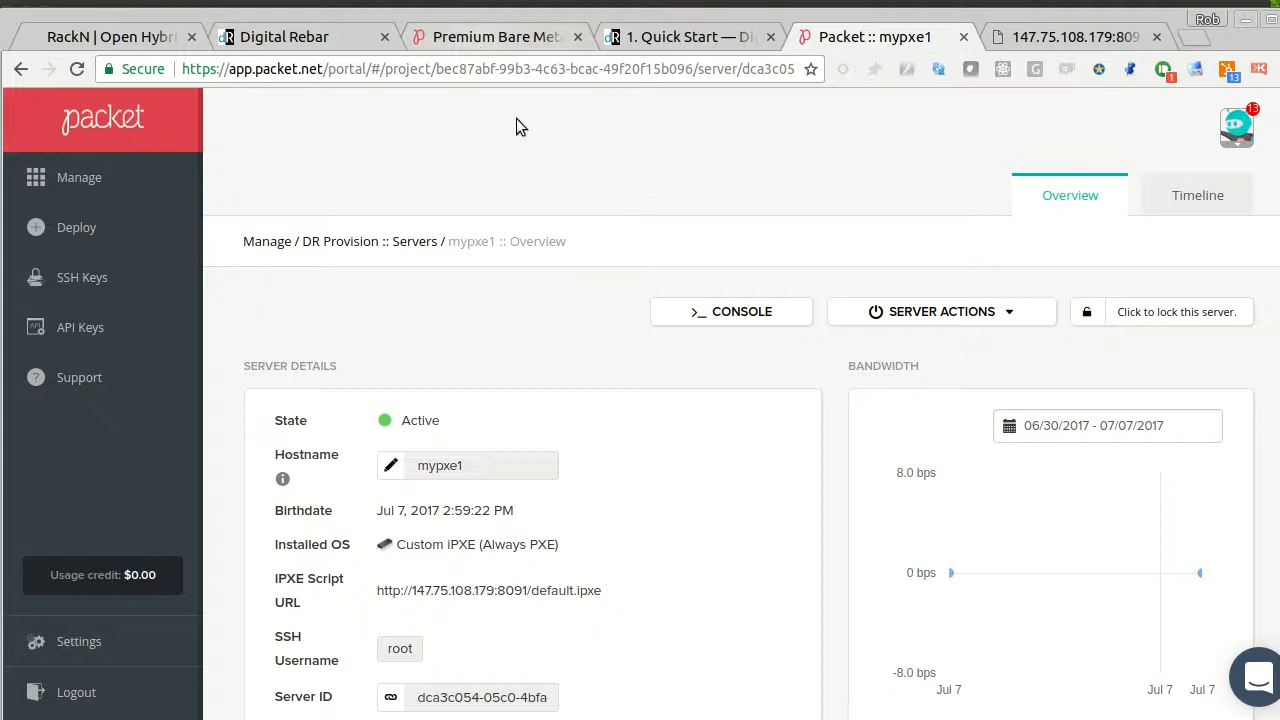 Rob
RackN | Open Hybri
Digital Rebar
Premium Bare Met
1. Quick Start — Di
Packet :: mypxe1
147.75.108.179:809
Secure
https://app.packet.net/portal/#/project/bec87abf-99b3-4c63-bcac-49f20f15b096/server/dca3c05
1
13
packet
13
Manage
Deploy
SSH Keys
API Keys
Support
Usage credit: $0.00
Settings
Logout
Overview
Timeline
Manage / DR Provision :: Servers / mypxe1 :: Overview
CONSOLE
SERVER ACTIONS
Click to lock this server.
SERVER DETAILS
State
Active
Hostname
mypxe1
Birthdate
Jul 7, 2017 2:59:22 PM
Installed OS
Custom iPXE (Always PXE)
IPXE Script
URL
http://147.75.108.179:8091/default.ipxe
SSH
Username
root
Server ID
dca3c054-05c0-4bfa
BANDWIDTH
06/30/2017 - 07/07/2017
8.0 bps
0 bps
-8.0 bps
Jul 7
Jul 7
Jul 7